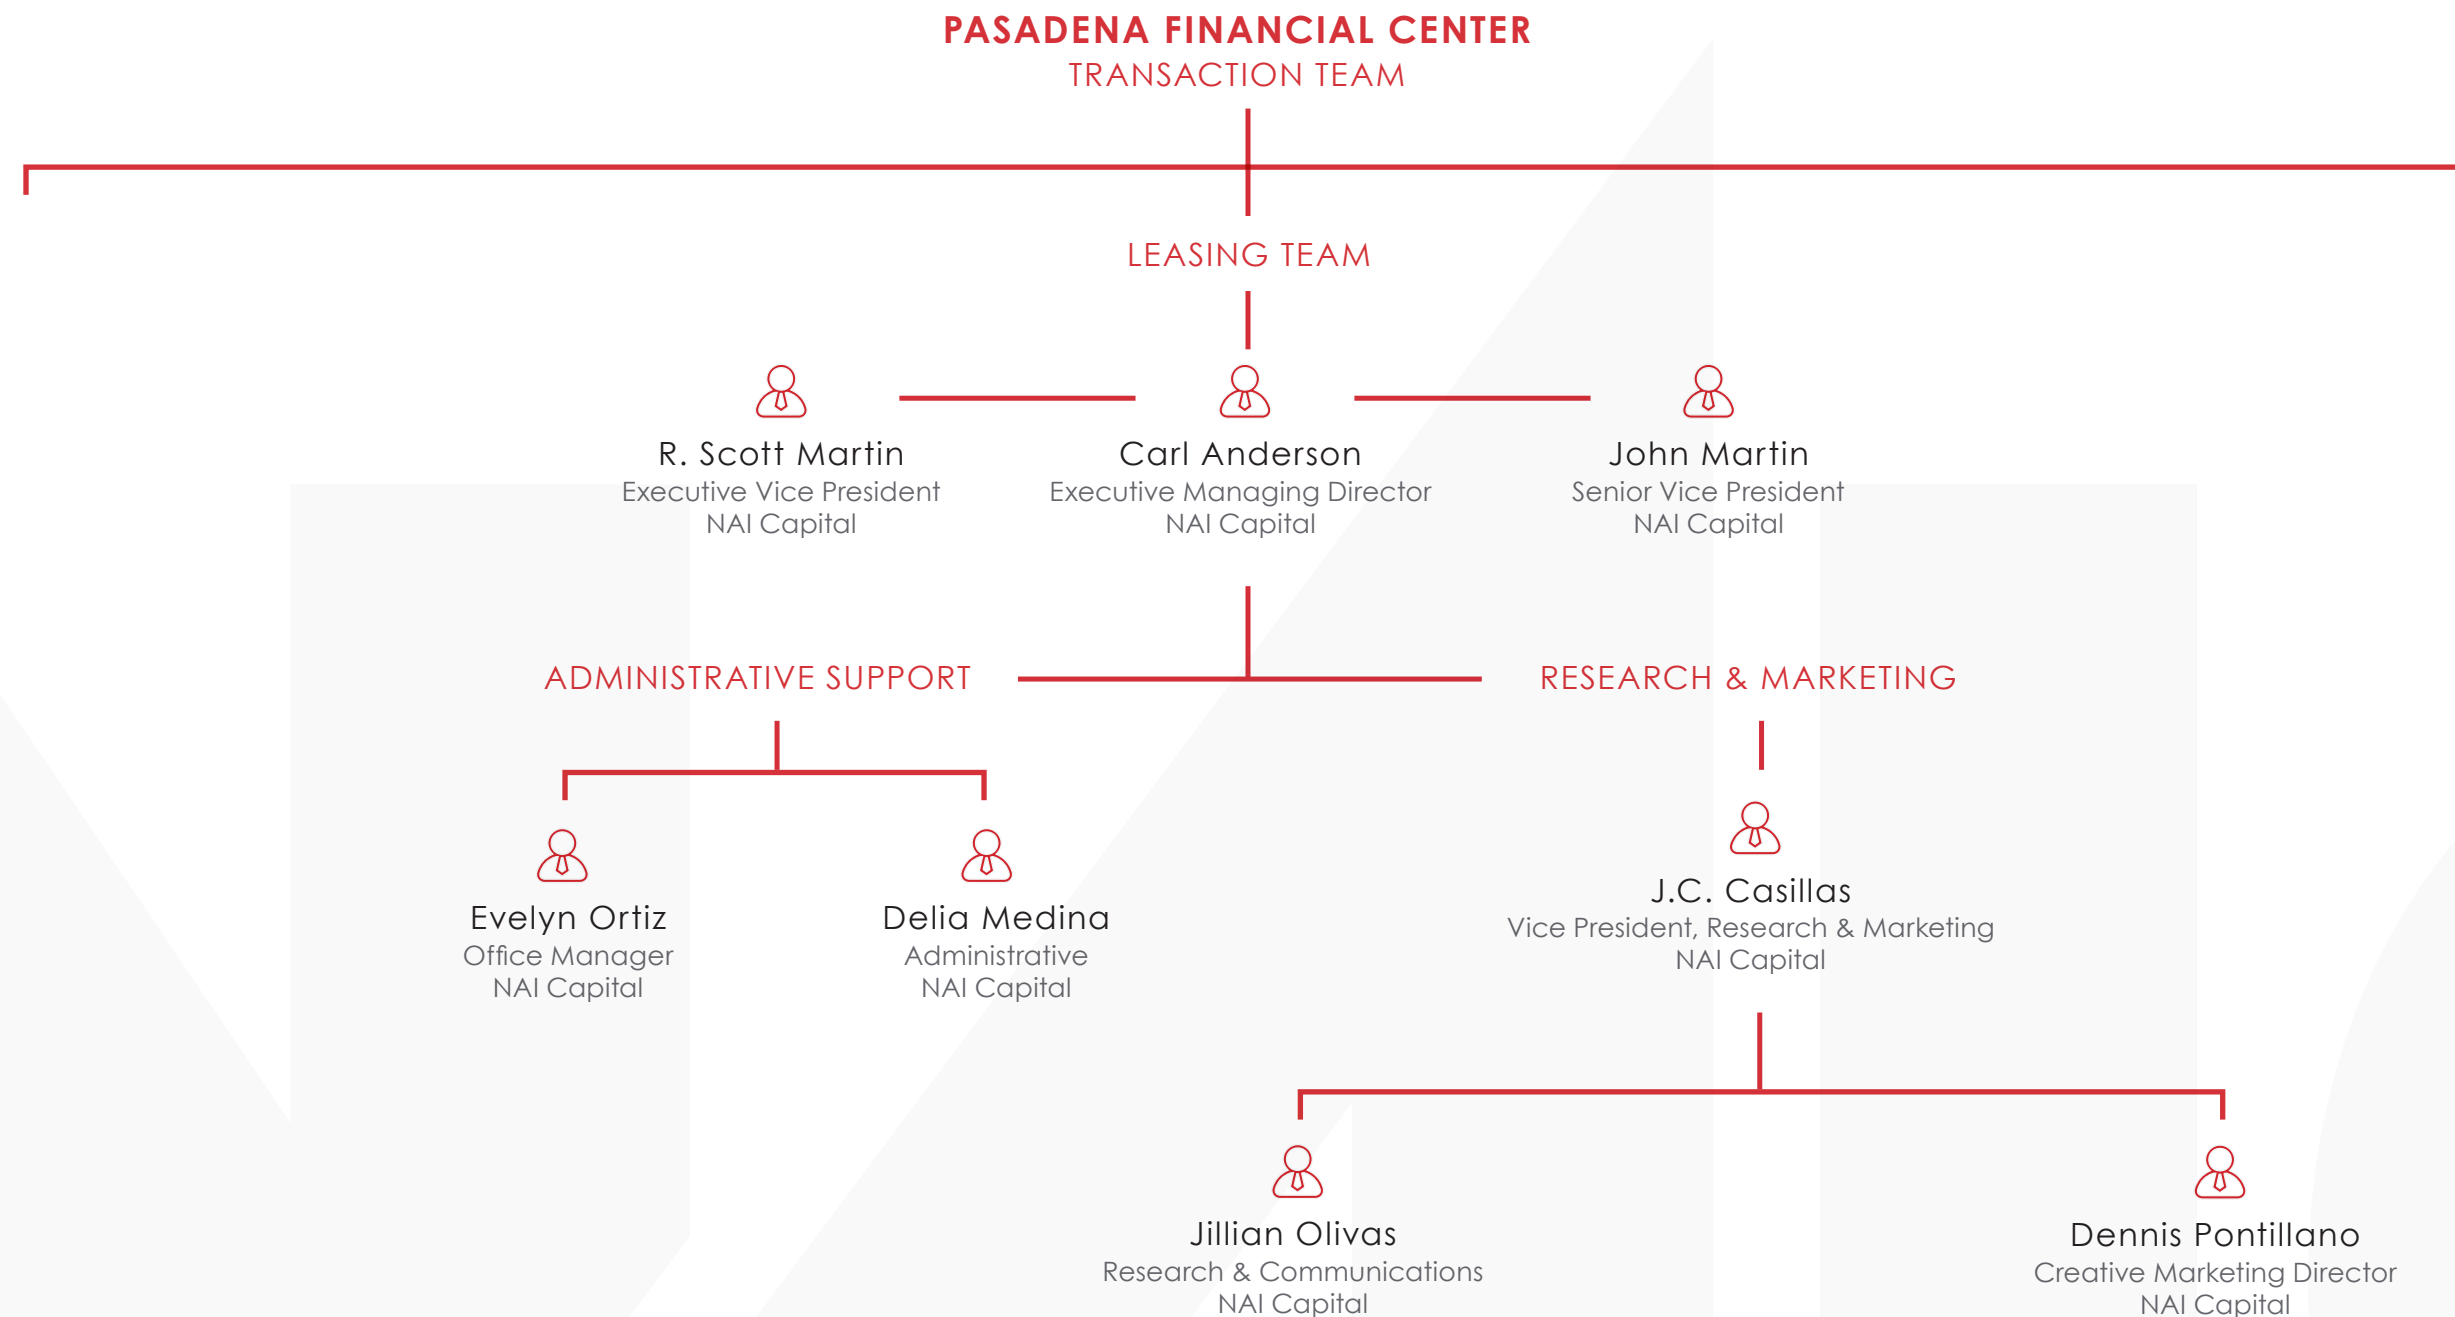 PASADENA FINANCIAL CENTER
TRANSACTION TEAM
LEASING TEAM
R. Scott Martin
Executive Vice President
NAI Capital
Carl Anderson
Executive Managing Director
NAI Capital
John Martin
Senior Vice President
NAI Capital
ADMINISTRATIVE SUPPORT
RESEARCH & MARKETING
Evelyn Ortiz
Office Manager
NAI Capital
Delia Medina
Administrative
NAI Capital
J.C. Casillas
Vice President, Research & Marketing
NAI Capital
Jillian Olivas
Research & Communications
NAI Capital
Dennis Pontillano
Creative Marketing Director
NAI Capital